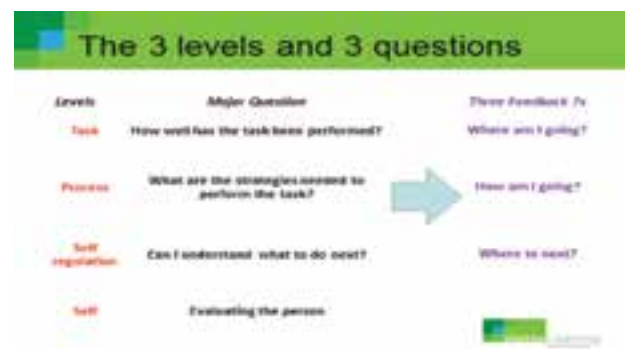 The 3 levels and 3 questions
Levels Major Question Three Feedback ?s
Task How well has the task been performed? Where am I going?
Process What are the strategies needed to perform the task? How am I going?
Self regulation Can I understand what to do next? Where to next?
Self Evaluating the person